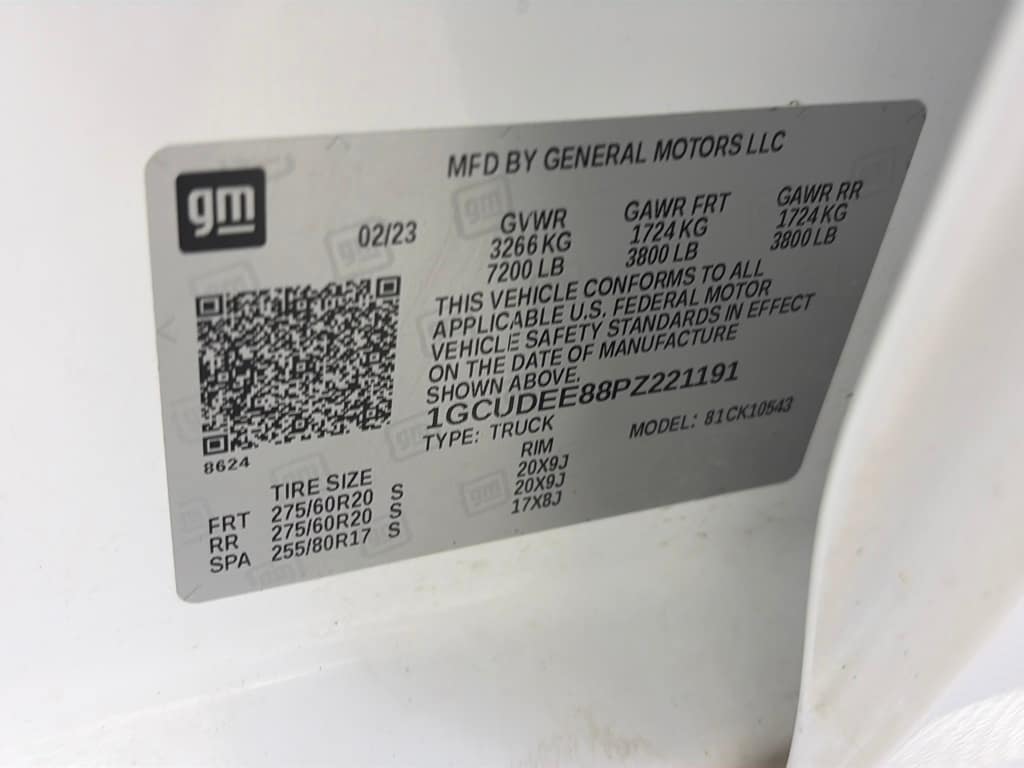 gm
MFD BY GENERAL MOTORS LLC
02/23
GVWR GAWR FRT GAWR RR
3266 KG 1724 KG 1724 KG
7200 LB 3800 LB 3800 LB
THIS VEHICLE CONFORMS TO ALL
APPLICABLE U.S. FEDERAL MOTOR
VEHICLE SAFETY STANDARDS IN EFFECT
ON THE DATE OF MANUFACTURE
SHOWN ABOVE.
1GCUDEE88PZ221191
TYPE: TRUCK MODEL: 81CK10543
8624
TIRE SIZE RIM
FRT 275/60R20 S 20X9J
RR 275/60R20 S 20X9J
SPA 255/80R17 S 17X8J